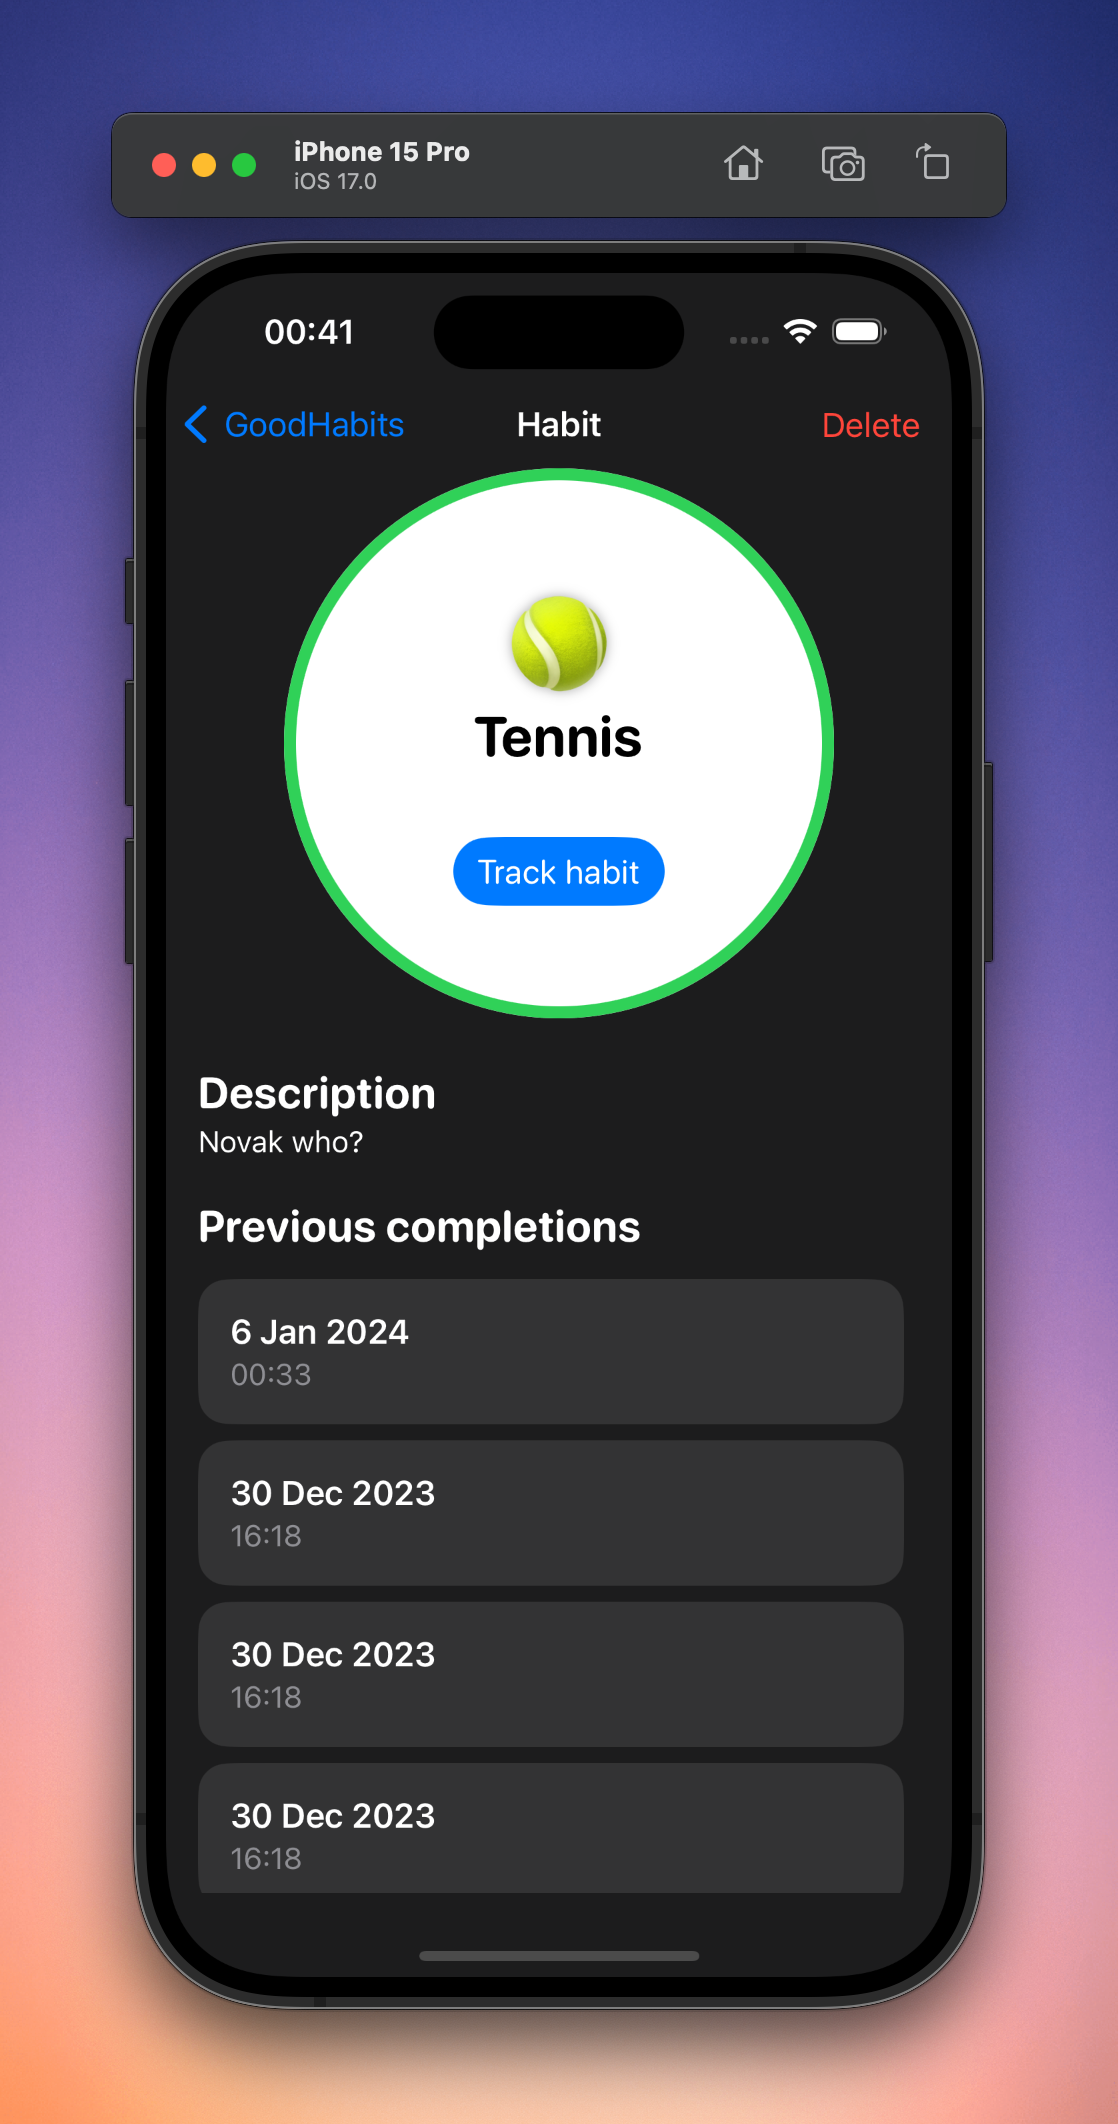 iPhone 15 Pro
iOS 17.0
00:41
GoodHabits
Habit
Delete
Tennis
Track habit
Description
Novak who?
Previous completions
6 Jan 2024
00:33
30 Dec 2023
16:18
30 Dec 2023
16:18
30 Dec 2023
16:18